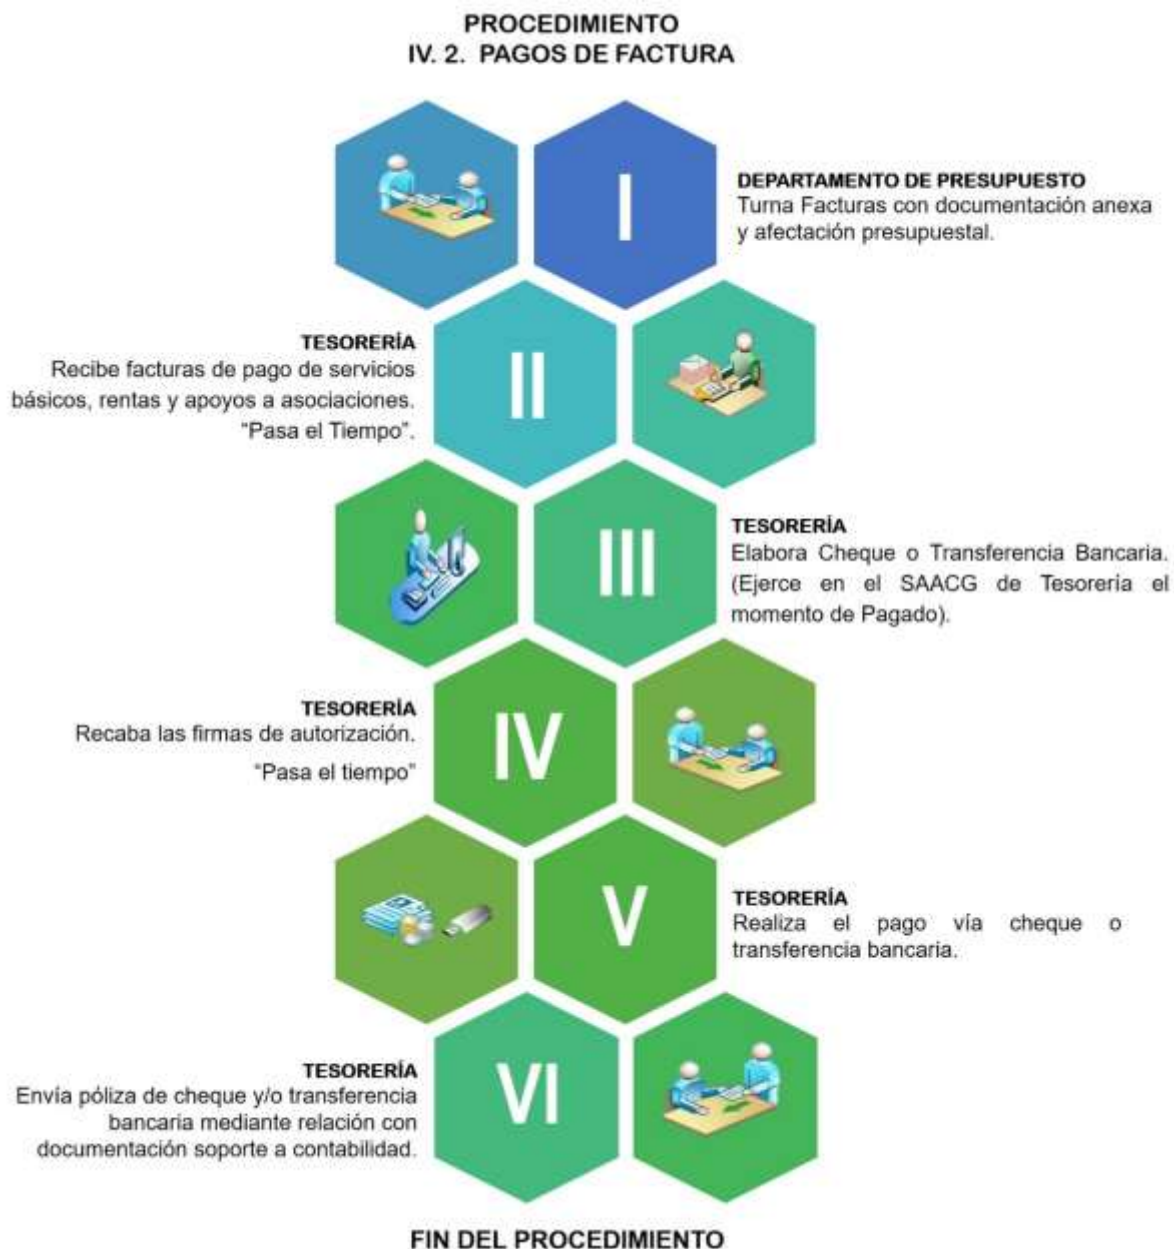 PROCEDIMIENTO
IV. 2. PAGOS DE FACTURA
I
DEPARTAMENTO DE PRESUPUESTO
Turna Facturas con documentación anexa
y afectación presupuestal.
TESORERÍA
Recibe facturas de pago de servicios
básicos, rentas y apoyos a asociaciones.
“Pasa el Tiempo”.
II
III
TESORERÍA
Elabora Cheque o Transferencia Bancaria.
(Ejerce en el SAACG de Tesorería el
momento de Pagado).
TESORERÍA
Recaba las firmas de autorización.
“Pasa el tiempo”
IV
V
TESORERÍA
Realiza el pago vía cheque o
transferencia bancaria.
TESORERÍA
Envía póliza de cheque y/o transferencia
bancaria mediante relación con
documentación soporte a contabilidad.
VI
FIN DEL PROCEDIMIENTO